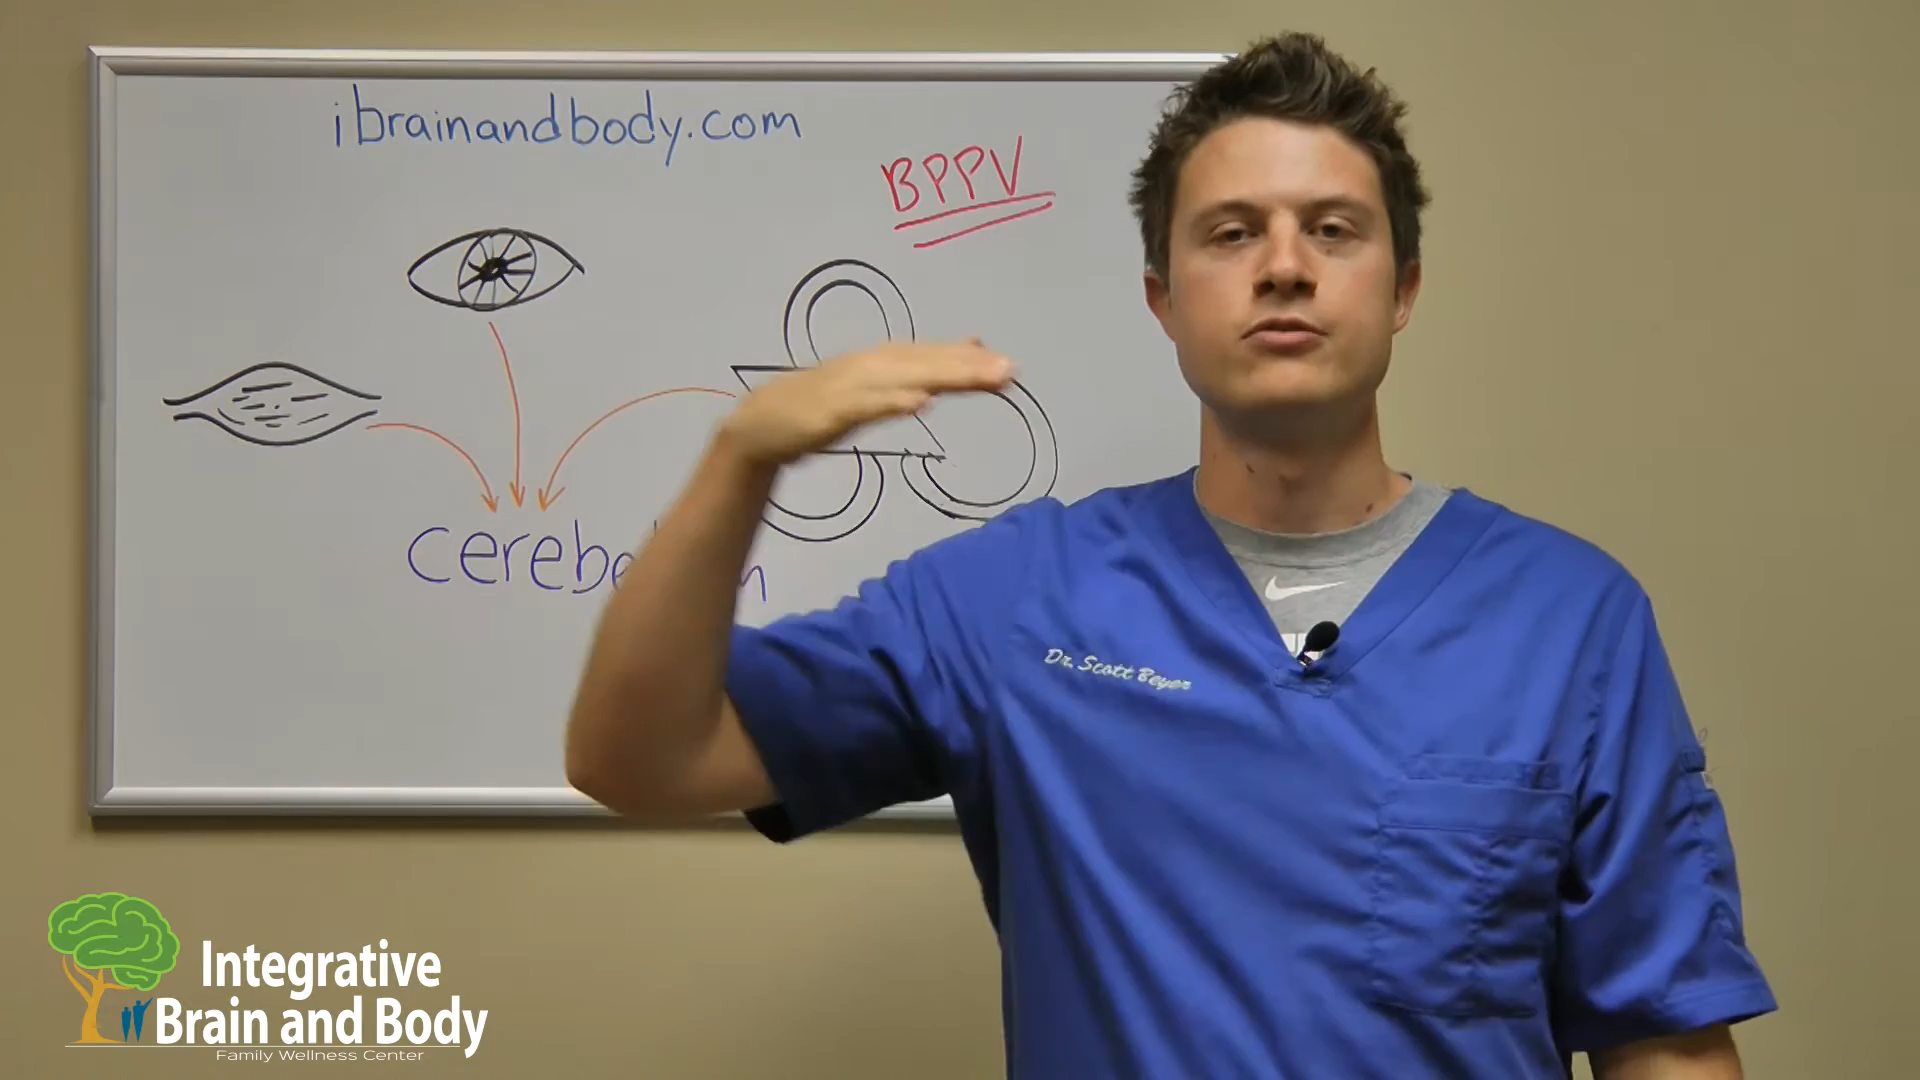 ibrainandbody.com
BPPV
Dr. Scott Beyer
Integrative
Brain and Body
Family Wellness Center